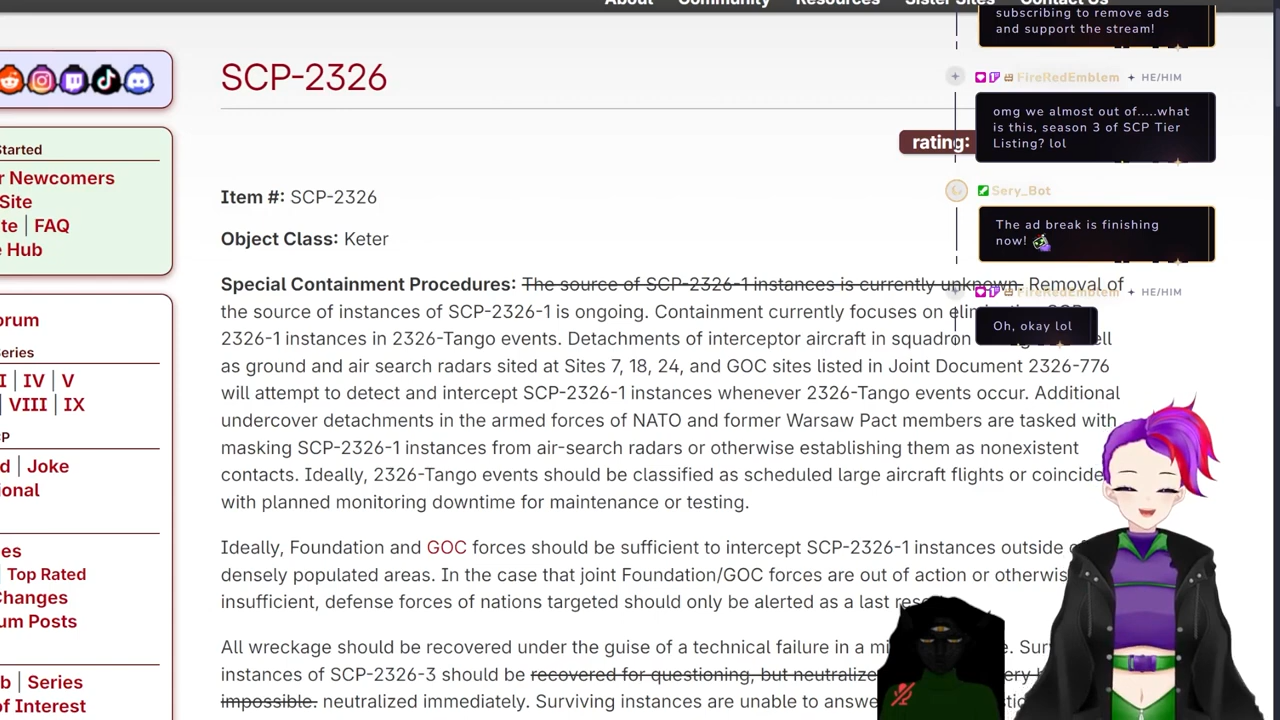 About Community Resources Sister Sites Contact Us
SCP-2326
rating:
Item #: SCP-2326
Object Class: Keter
Special Containment Procedures: The source of SCP-2326-1 instances is currently unknown. Removal of
the source of instances of SCP-2326-1 is ongoing. Containment currently focuses on
2326-1 instances in 2326-Tango events. Detachments of interceptor aircraft in squadron
as ground and air search radars sited at Sites 7, 18, 24, and GOC sites listed in Joint Document 2326-776
will attempt to detect and intercept SCP-2326-1 instances whenever 2326-Tango events occur. Additional
undercover detachments in the armed forces of NATO and former Warsaw Pact members are tasked with
masking SCP-2326-1 instances from air-search radars or otherwise establishing them as nonexistent
contacts. Ideally, 2326-Tango events should be classified as scheduled large aircraft flights or coincide
with planned monitoring downtime for maintenance or testing.
Ideally, Foundation and GOC forces should be sufficient to intercept SCP-2326-1 instances outside
densely populated areas. In the case that joint Foundation/GOC forces are out of action or
insufficient, defense forces of nations targeted should only be alerted as a last
All wreckage should be recovered under the guise of a technical failure in a
instances of SCP-2326-3 should be recovered for questioning, but
impossible. neutralized immediately. Surviving instances are unable to
Started
r Newcomers
Site
te | FAQ
e Hub
orum
Series
I | IV | V
| VIII | IX
CP
d | Joke
ional
es
| Top Rated
Changes
um Posts
b | Series
of Interest
subscribing to remove ads
and support the stream!
FireRedEmblem + HE/HIM
omg we almost out of.....what
is this, season 3 of SCP Tier
Listing? lol
Sery_Bot
The ad break is finishing
now!
FireRedEmblem + HE/HIM
Oh, okay lol